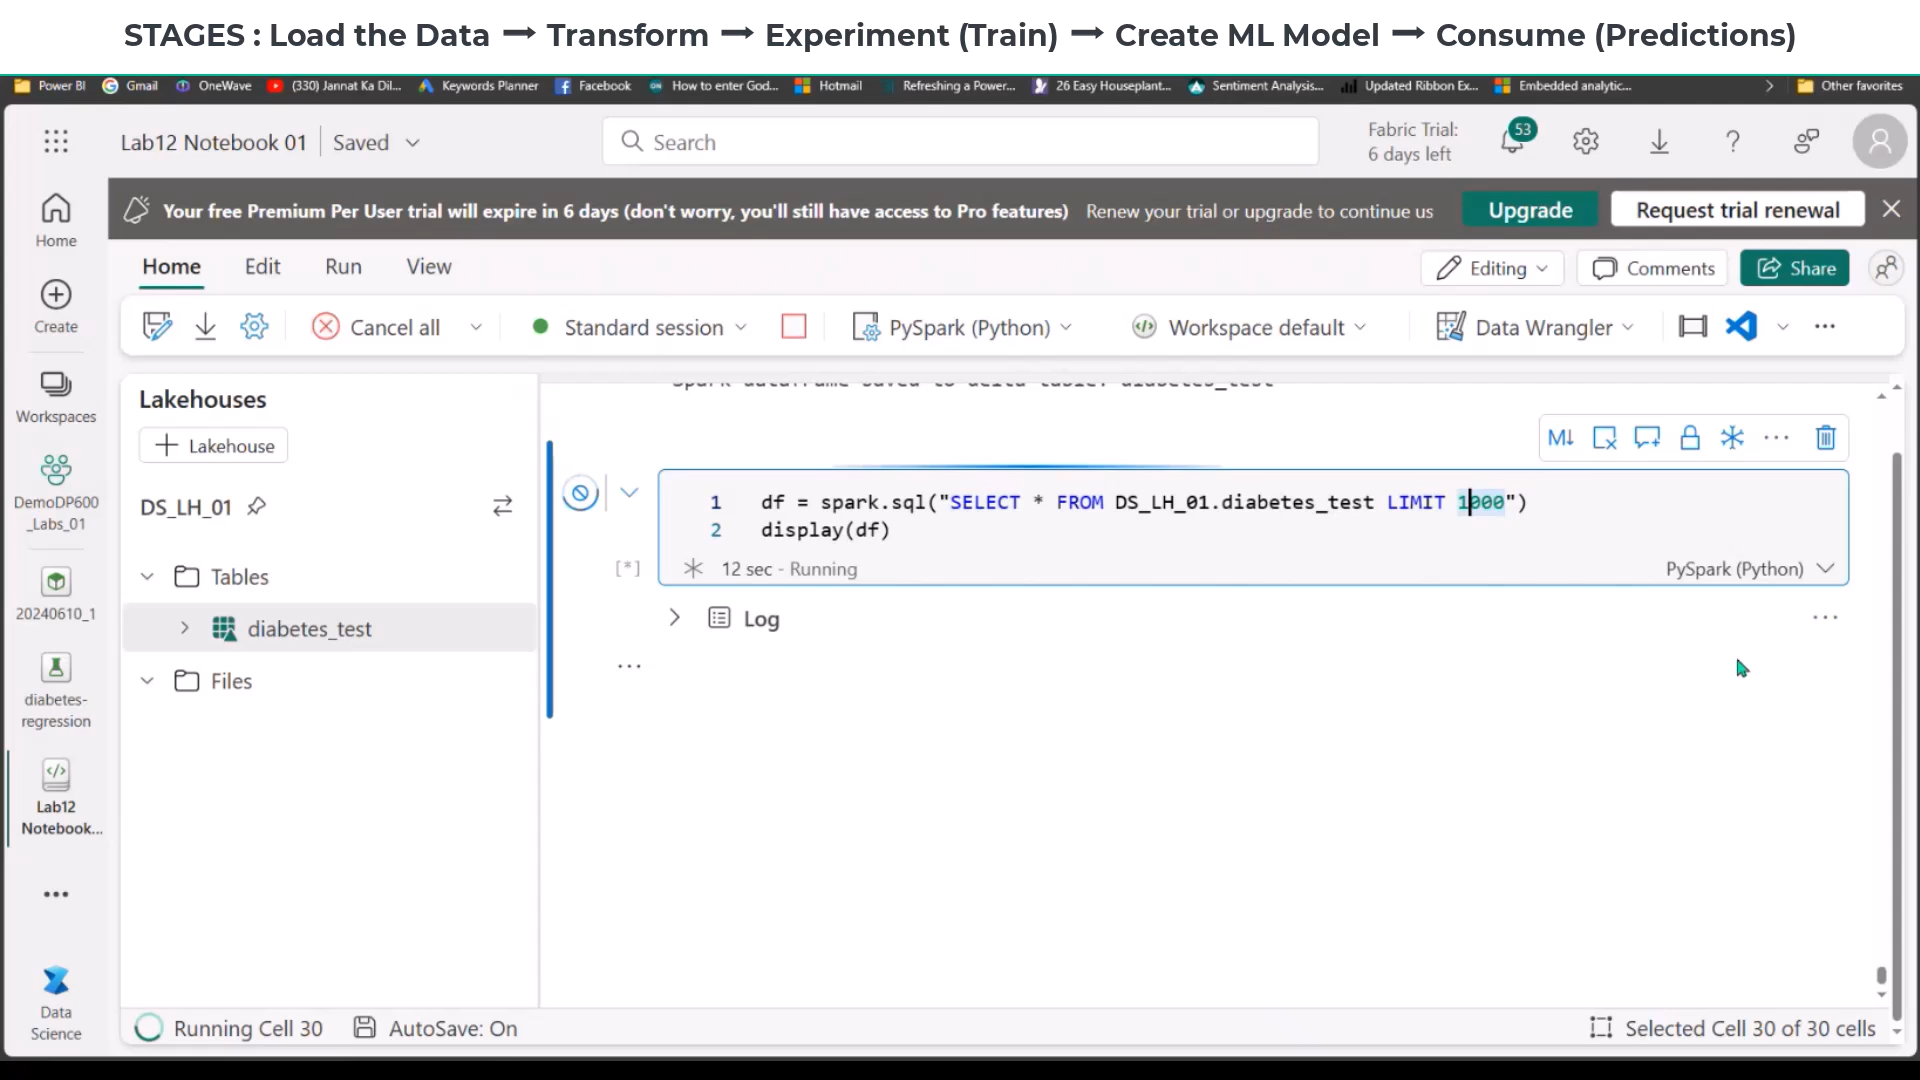 STAGES : Load the Data → Transform → Experiment (Train) → Create ML Model → Consume (Predictions)
Power BI Gmail OneWave (330) Jannat Ka Dil... Keywords Planner Facebook How to enter God... Hotmail Refreshing a Power... 26 Easy Houseplant... Sentiment Analysis... Updated Ribbon Ex... Embedded analytic... Other favorites
Lab12 Notebook 01 Saved Search Fabric Trial: 53
6 days left
Your free Premium Per User trial will expire in 6 days (don't worry, you'll still have access to Pro features) Renew your trial or upgrade to continue us Upgrade Request trial renewal
Home
Home Edit Run View Editing Comments Share
Create
Cancel all Standard session PySpark (Python) Workspace default Data Wrangler
Workspaces
DemoDP600
_Labs_01
20240610_1
diabetes-
regression
Lab12
Notebook...
Data
Science
Lakehouses
Lakehouse
DS_LH_01
Tables
diabetes_test
Files
Spark dataframe saved to delta table: diabetes_test
M↓
1 df = spark.sql("SELECT * FROM DS_LH_01.diabetes_test LIMIT 1000")
2 display(df)
[*] 12 sec - Running PySpark (Python)
Log
Running Cell 30 AutoSave: On Selected Cell 30 of 30 cells